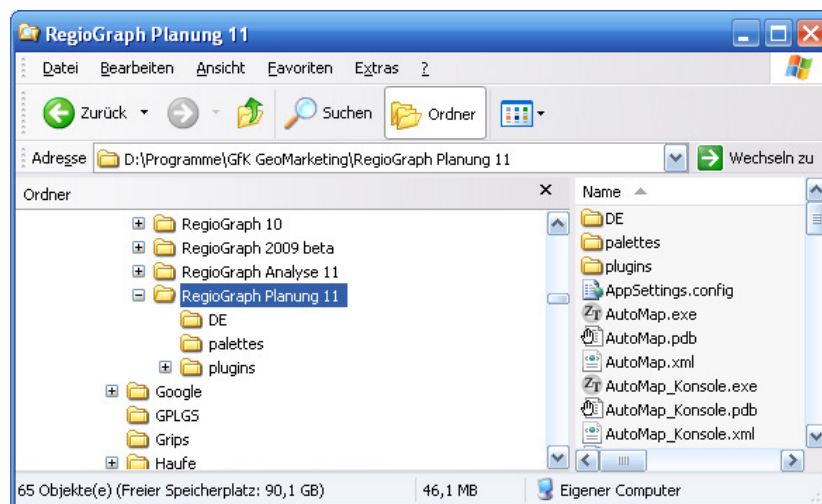 RegioGraph Planung 11
Datei Bearbeiten Ansicht Favoriten Extras ?
Zurück Suchen Ordner
Adresse D:\Programme\GfK GeoMarketing\RegioGraph Planung 11 Wechseln zu
Ordner x
RegioGraph 10
RegioGraph 2009 beta
RegioGraph Analyse 11
RegioGraph Planung 11
DE
palettes
plugins
Google
GPLGS
Grips
Haufe
Name
DE
palettes
plugins
AppSettings.config
AutoMap.exe
AutoMap.pdb
AutoMap.xml
AutoMap_Konsole.exe
AutoMap_Konsole.pdb
AutoMap_Konsole.xml
65 Objekte(e) (Freier Speicherplatz: 90,1 GB) 46,1 MB Eigener Computer